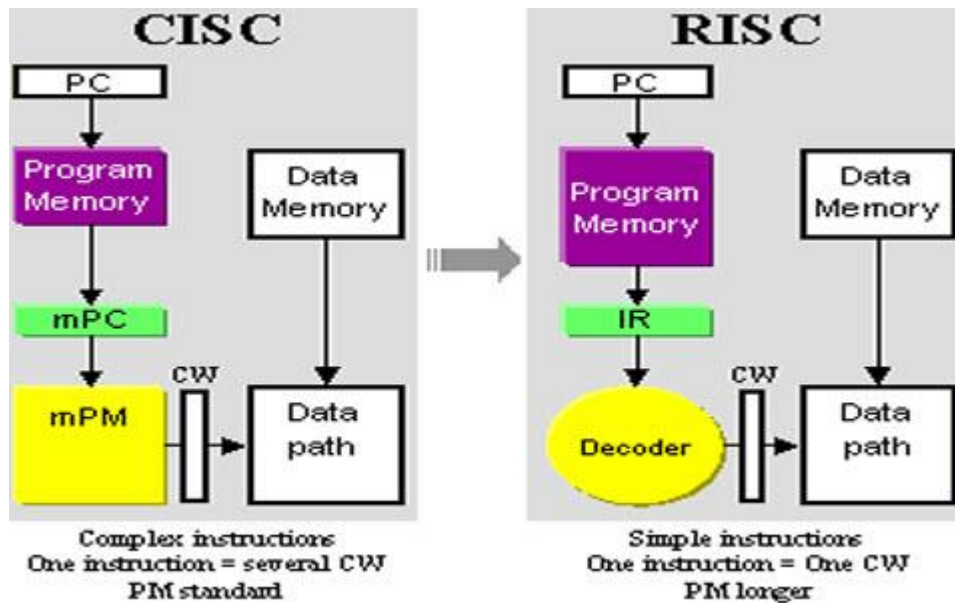 CISC
PC
Program
Memory
Data
Memory
mPC
CW
mPM
Data
path
Complex instructions
One instruction = several CW
PM standard
RISC
PC
Program
Memory
Data
Memory
IR
CW
Decoder
Data
path
Simple instructions
One instruction = One CW
PM longer